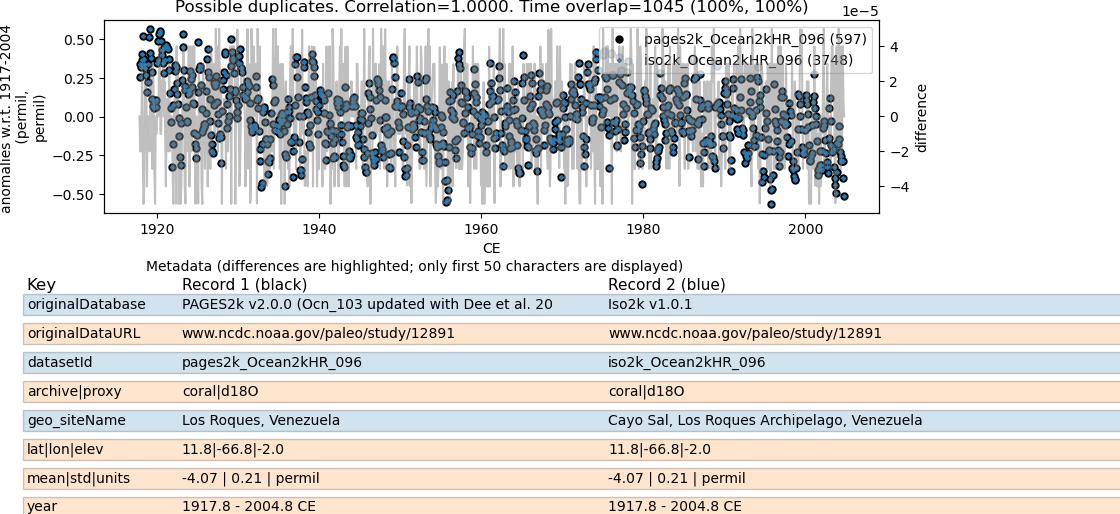 Possible duplicates. Correlation=1.0000. Time overlap=1045 (100%, 100%)
1e−5
anomalies w.r.t. 1917-2004
(permil,
permil)
0.50
0.25
0.00
−0.25
−0.50
pages2k_Ocean2kHR_096 (597)
iso2k_Ocean2kHR_096 (3748)
4
2
0
−2
−4
difference
1920 1940 1960 1980 2000
CE
Metadata (differences are highlighted; only first 50 characters are displayed)
Key Record 1 (black) Record 2 (blue)
originalDatabase PAGES2k v2.0.0 (Ocn_103 updated with Dee et al. 20 Iso2k v1.0.1
originalDataURL www.ncdc.noaa.gov/paleo/study/12891 www.ncdc.noaa.gov/paleo/study/12891
datasetId pages2k_Ocean2kHR_096 iso2k_Ocean2kHR_096
archive|proxy coral|d18O coral|d18O
geo_siteName Los Roques, Venezuela Cayo Sal, Los Roques Archipelago, Venezuela
lat|lon|elev 11.8|-66.8|-2.0 11.8|-66.8|-2.0
mean|std|units -4.07 | 0.21 | permil -4.07 | 0.21 | permil
year 1917.8 - 2004.8 CE 1917.8 - 2004.8 CE